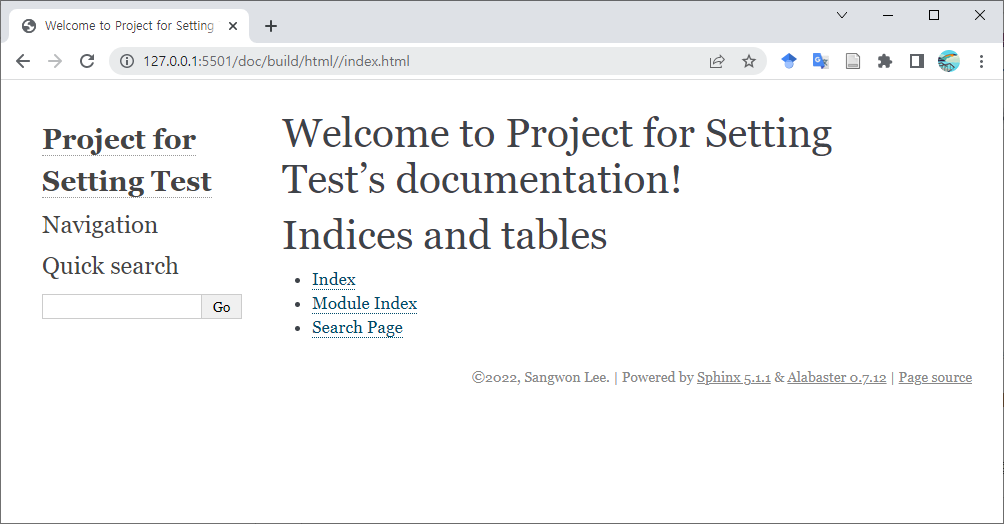 Welcome to Project for Setting
127.0.0.1:5501/doc/build/html//index.html
Project for
Setting Test
Navigation
Quick search
Go
Welcome to Project for Setting
Test’s documentation!
Indices and tables
Index
Module Index
Search Page
©2022, Sangwon Lee. | Powered by Sphinx 5.1.1 & Alabaster 0.7.12 | Page source